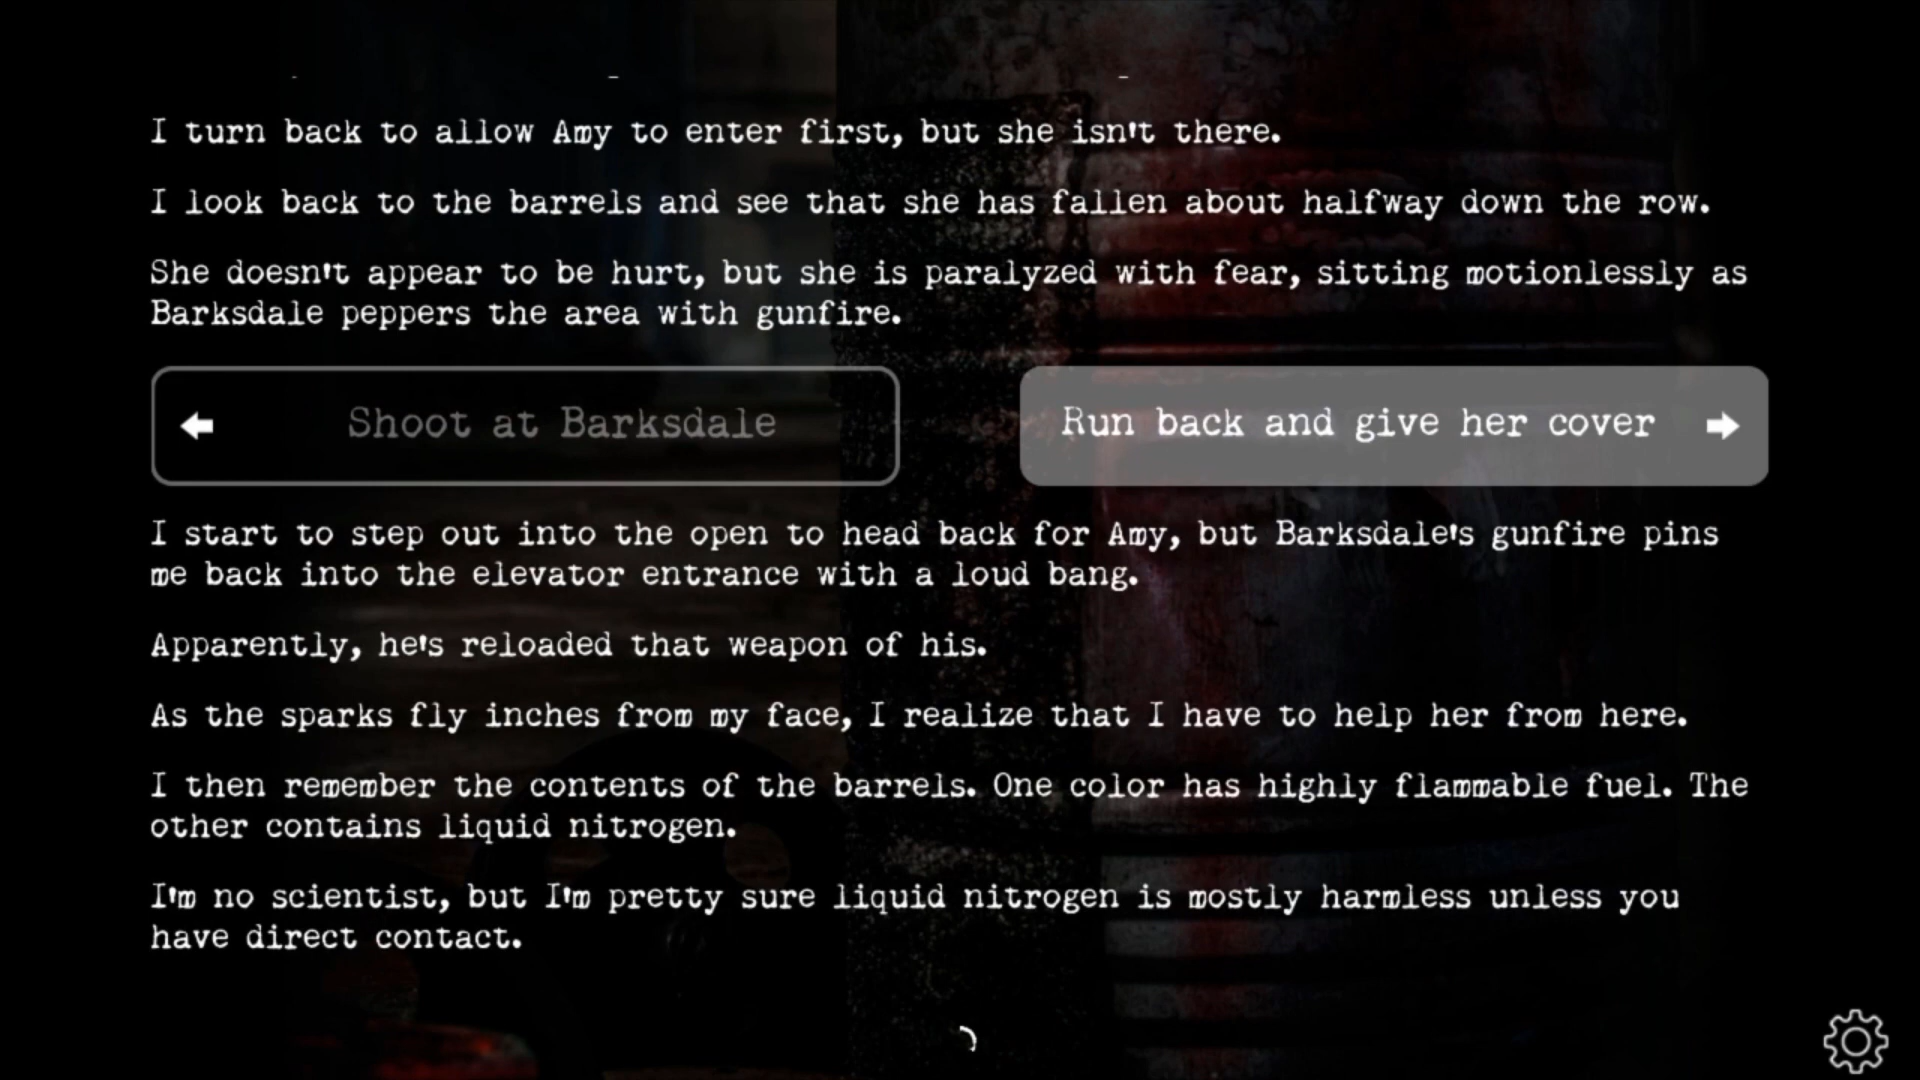 I turn back to allow Amy to enter first, but she isn't there.
I look back to the barrels and see that she has fallen about halfway down the row.
She doesn't appear to be hurt, but she is paralyzed with fear, sitting motionlessly as
Barksdale peppers the area with gunfire.
Shoot at Barksdale
Run back and give her cover
I start to step out into the open to head back for Amy, but Barksdale's gunfire pins
me back into the elevator entrance with a loud bang.
Apparently, he's reloaded that weapon of his.
As the sparks fly inches from my face, I realize that I have to help her from here.
I then remember the contents of the barrels. One color has highly flammable fuel. The
other contains liquid nitrogen.
I'm no scientist, but I'm pretty sure liquid nitrogen is mostly harmless unless you
have direct contact.